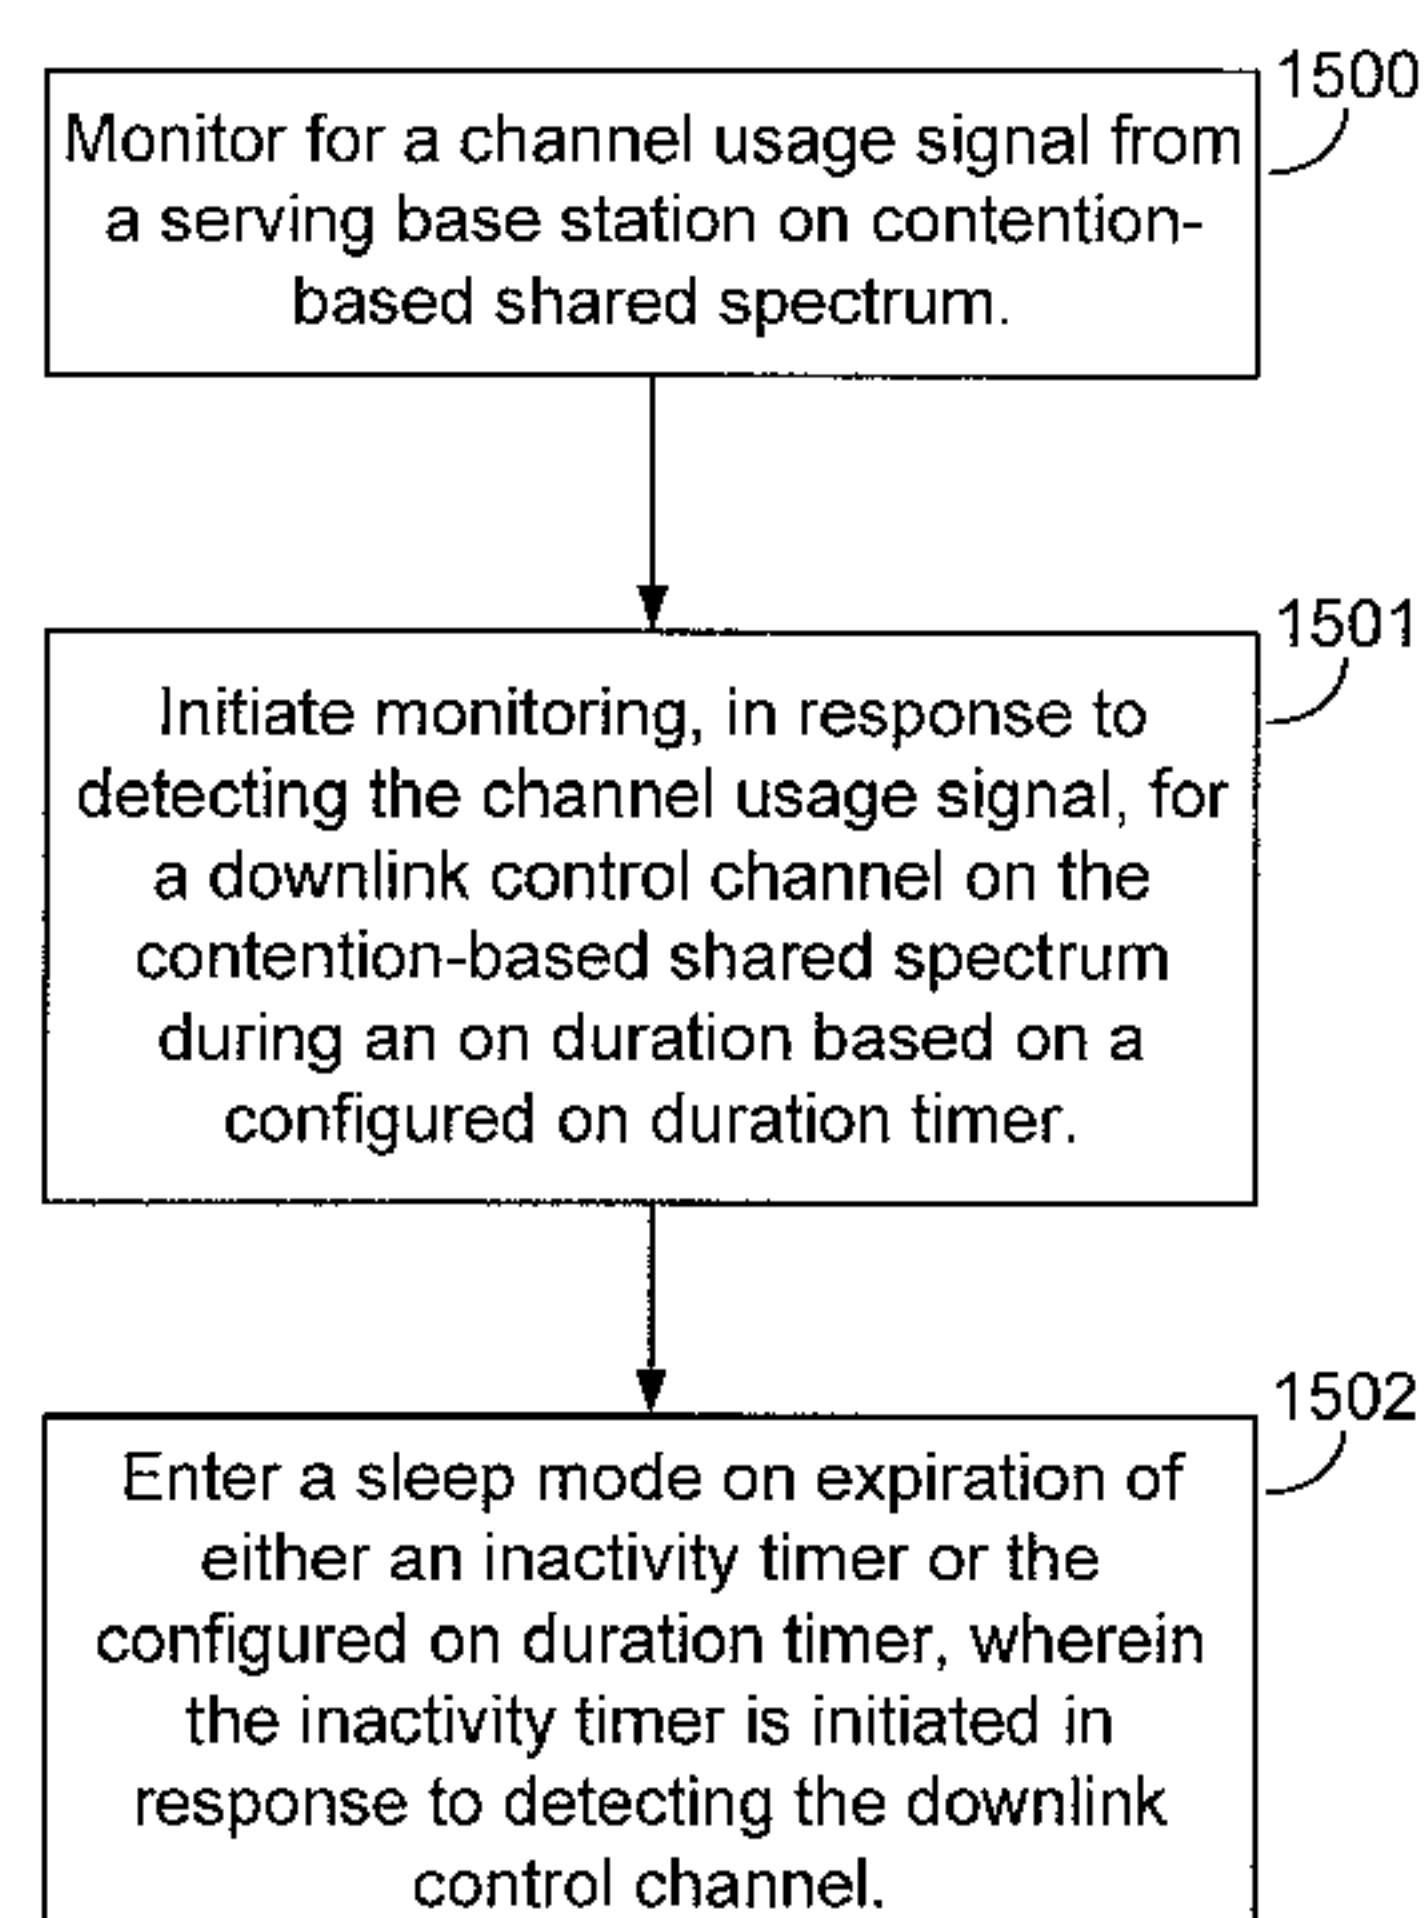 1500
Monitor for a channel usage signal from
a serving base station on contention-
based shared spectrum.
1501
Initiate monitoring, in response to
detecting the channel usage signal, for
a downlink control channel on the
contention-based shared spectrum
during an on duration based on a
configured on duration timer.
1502
Enter a sleep mode on expiration of
either an inactivity timer or the
configured on duration timer, wherein
the inactivity timer is initiated in
response to detecting the downlink
control channel.